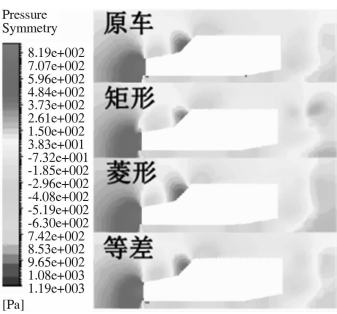 Pressure
Symmetry
8.19e+002
7.07e+002
5.96e+002
4.84e+002
3.73e+002
2.61e+002
1.50e+002
3.83e+001
-7.32e+001
-1.85e+002
-2.96e+002
-4.08e+002
-5.19e+002
-6.30e+002
7.42e+002
8.53e+002
9.65e+002
1.08e+003
1.19e+003
[Pa]
原车
矩形
菱形
等差